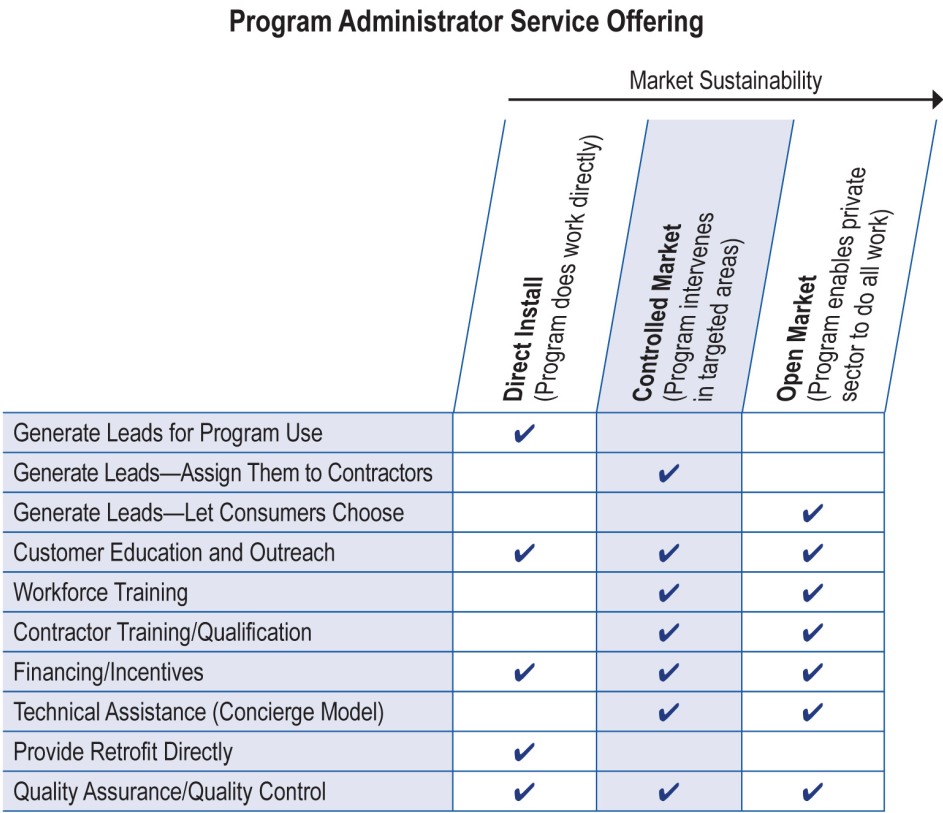 Program Administrator Service Offering
Market Sustainability
Direct Install
(Program does work directly)
Controlled Market
(Program intervenes
in targeted areas)
Open Market
(Program enables private
sector to do all work)
Generate Leads for Program Use ✔
Generate Leads—Assign Them to Contractors ✔
Generate Leads—Let Consumers Choose ✔
Customer Education and Outreach ✔ ✔ ✔
Workforce Training ✔ ✔
Contractor Training/Qualification ✔ ✔
Financing/Incentives ✔ ✔ ✔
Technical Assistance (Concierge Model) ✔ ✔
Provide Retrofit Directly ✔
Quality Assurance/Quality Control ✔ ✔ ✔